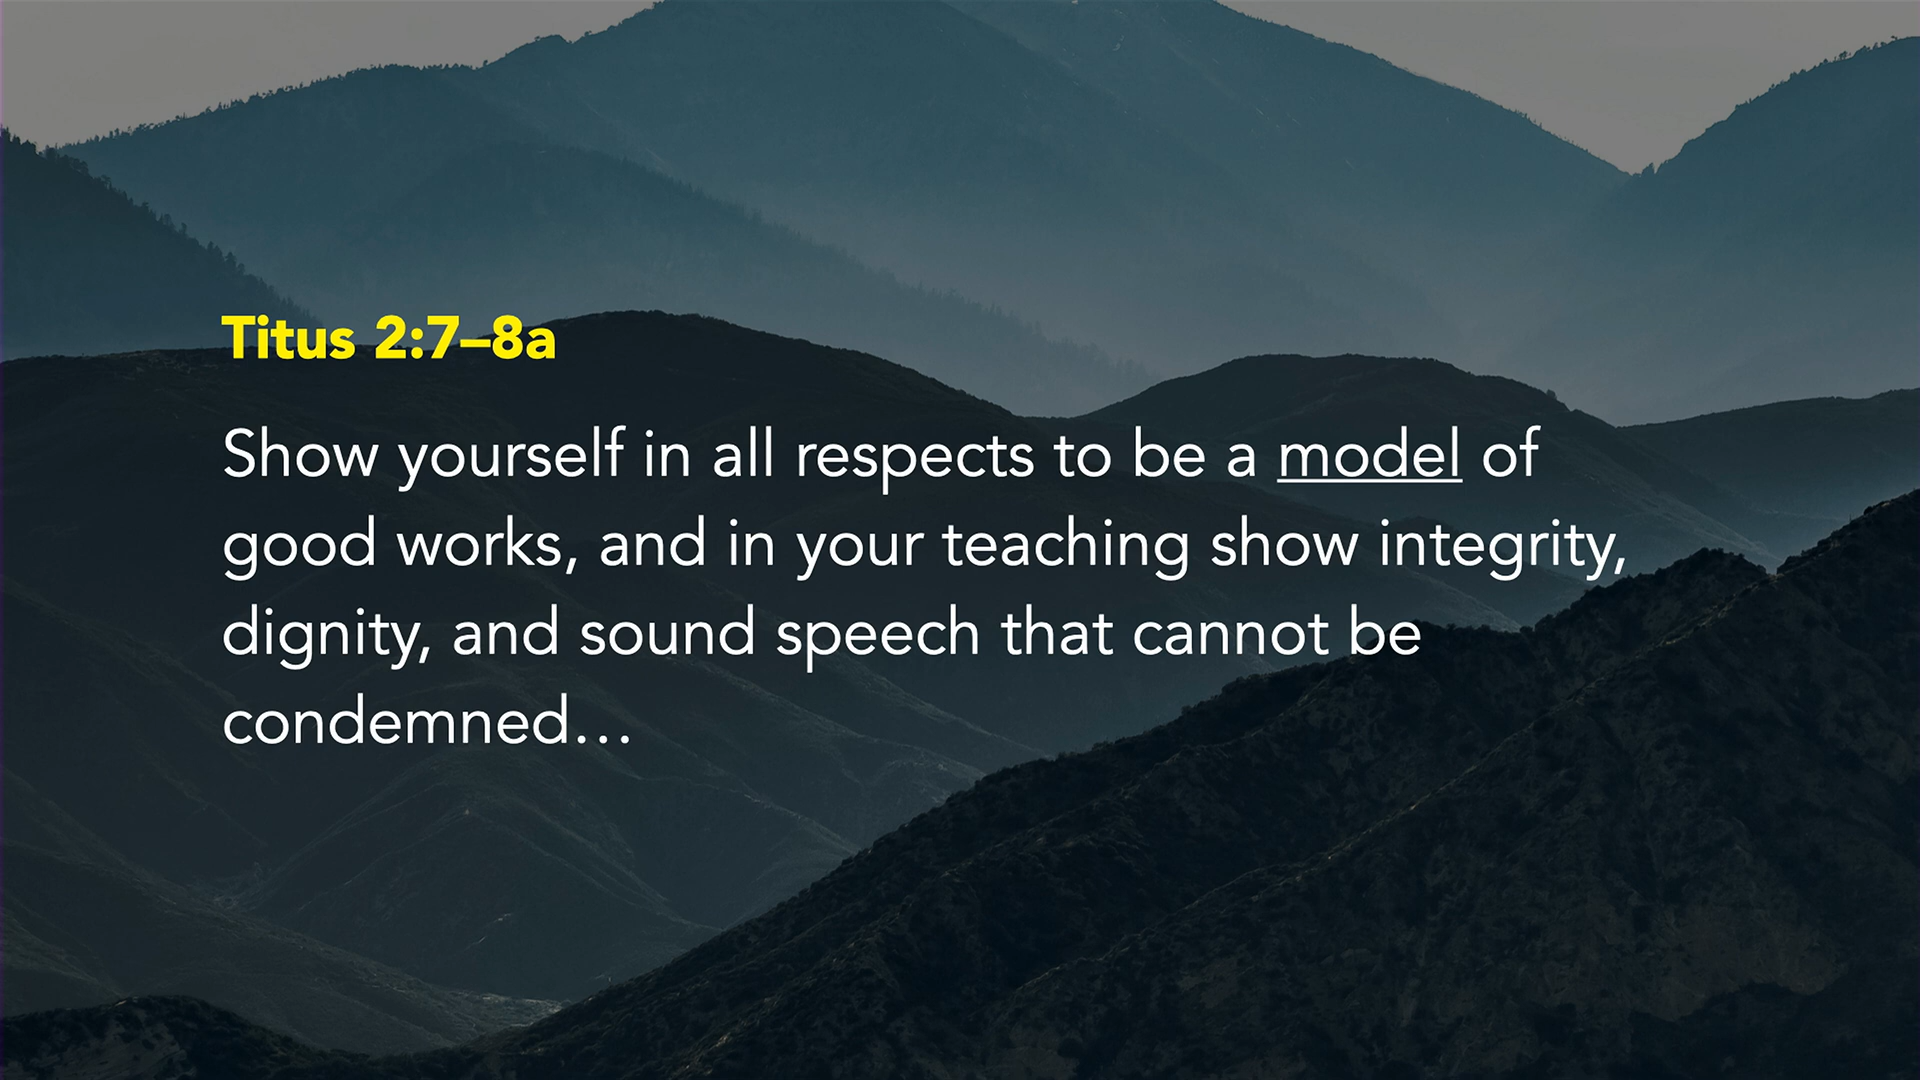 Titus 2:7–8a
Show yourself in all respects to be a model of
good works, and in your teaching show integrity,
dignity, and sound speech that cannot be
condemned…